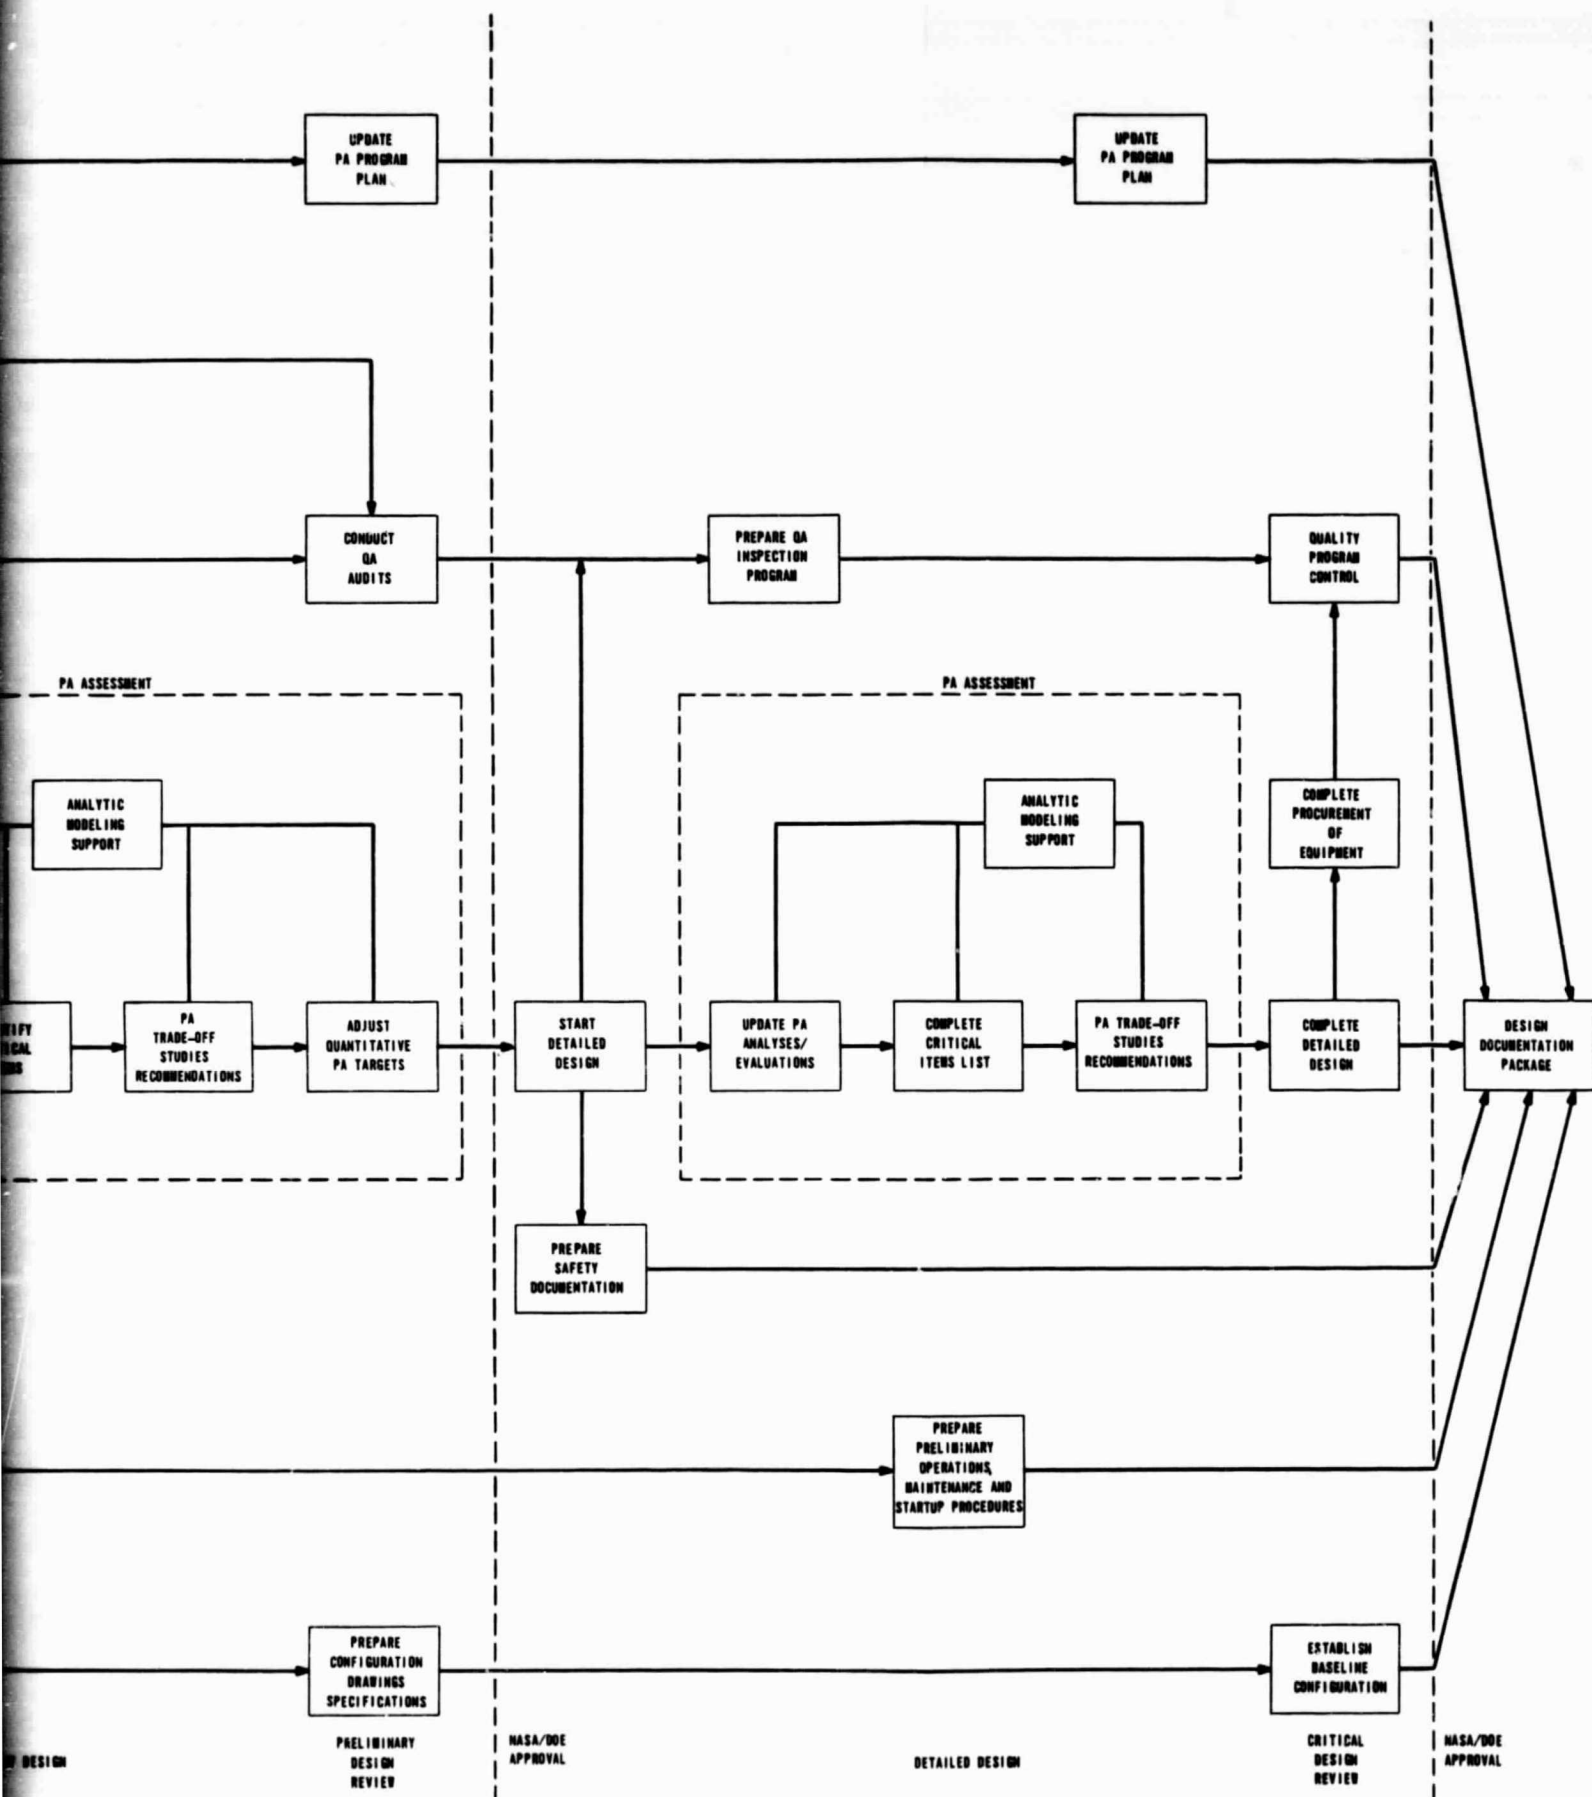 UPDATE
PA PROGRAM
PLAN
UPDATE
PA PROGRAM
PLAN
CONDUCT
QA
AUDITS
PREPARE QA
INSPECTION
PROGRAM
QUALITY
PROGRAM
CONTROL
PA ASSESSMENT
PA ASSESSMENT
ANALYTIC
MODELING
SUPPORT
ANALYTIC
MODELING
SUPPORT
COMPLETE
PROCUREMENT
OF
EQUIPMENT
PA
TRADE-OFF
STUDIES
RECOMMENDATIONS
ADJUST
QUANTITATIVE
PA TARGETS
START
DETAILED
DESIGN
UPDATE PA
ANALYSES/
EVALUATIONS
COMPLETE
CRITICAL
ITEMS LIST
PA TRADE-OFF
STUDIES
RECOMMENDATIONS
COMPLETE
DETAILED
DESIGN
DESIGN
DOCUMENTATION
PACKAGE
PREPARE
SAFETY
DOCUMENTATION
PREPARE
PRELIMINARY
OPERATIONS,
MAINTENANCE AND
STARTUP PROCEDURES
PREPARE
CONFIGURATION
DRAWINGS
SPECIFICATIONS
ESTABLISH
BASELINE
CONFIGURATION
DESIGN
PRELIMINARY
DESIGN
REVIEW
NASA/DOE
APPROVAL
DETAILED DESIGN
CRITICAL
DESIGN
REVIEW
NASA/DOE
APPROVAL